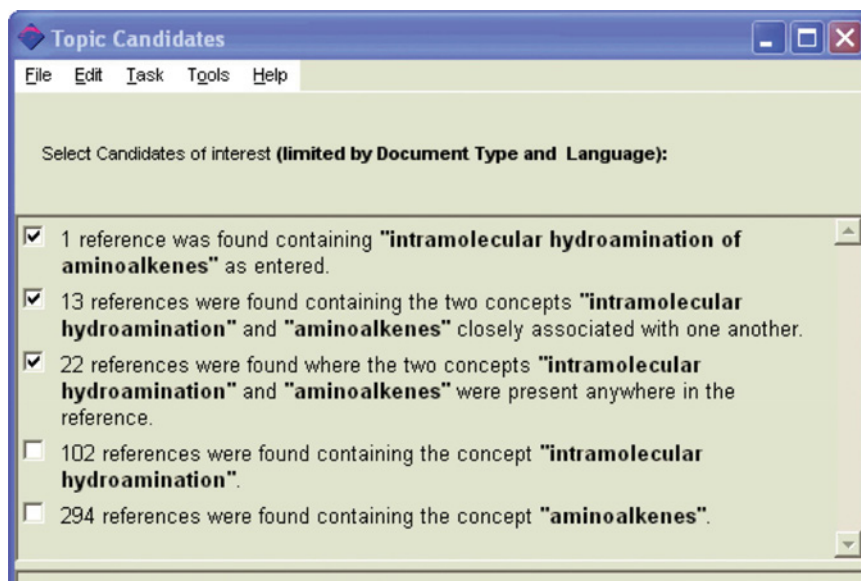 Topic Candidates
File Edit Task Tools Help
Select Candidates of interest (limited by Document Type and Language):
1 reference was found containing "intramolecular hydroamination of
aminoalkenes" as entered.
13 references were found containing the two concepts "intramolecular
hydroamination" and "aminoalkenes" closely associated with one another.
22 references were found where the two concepts "intramolecular
hydroamination" and "aminoalkenes" were present anywhere in the
reference.
102 references were found containing the concept "intramolecular
hydroamination".
294 references were found containing the concept "aminoalkenes".